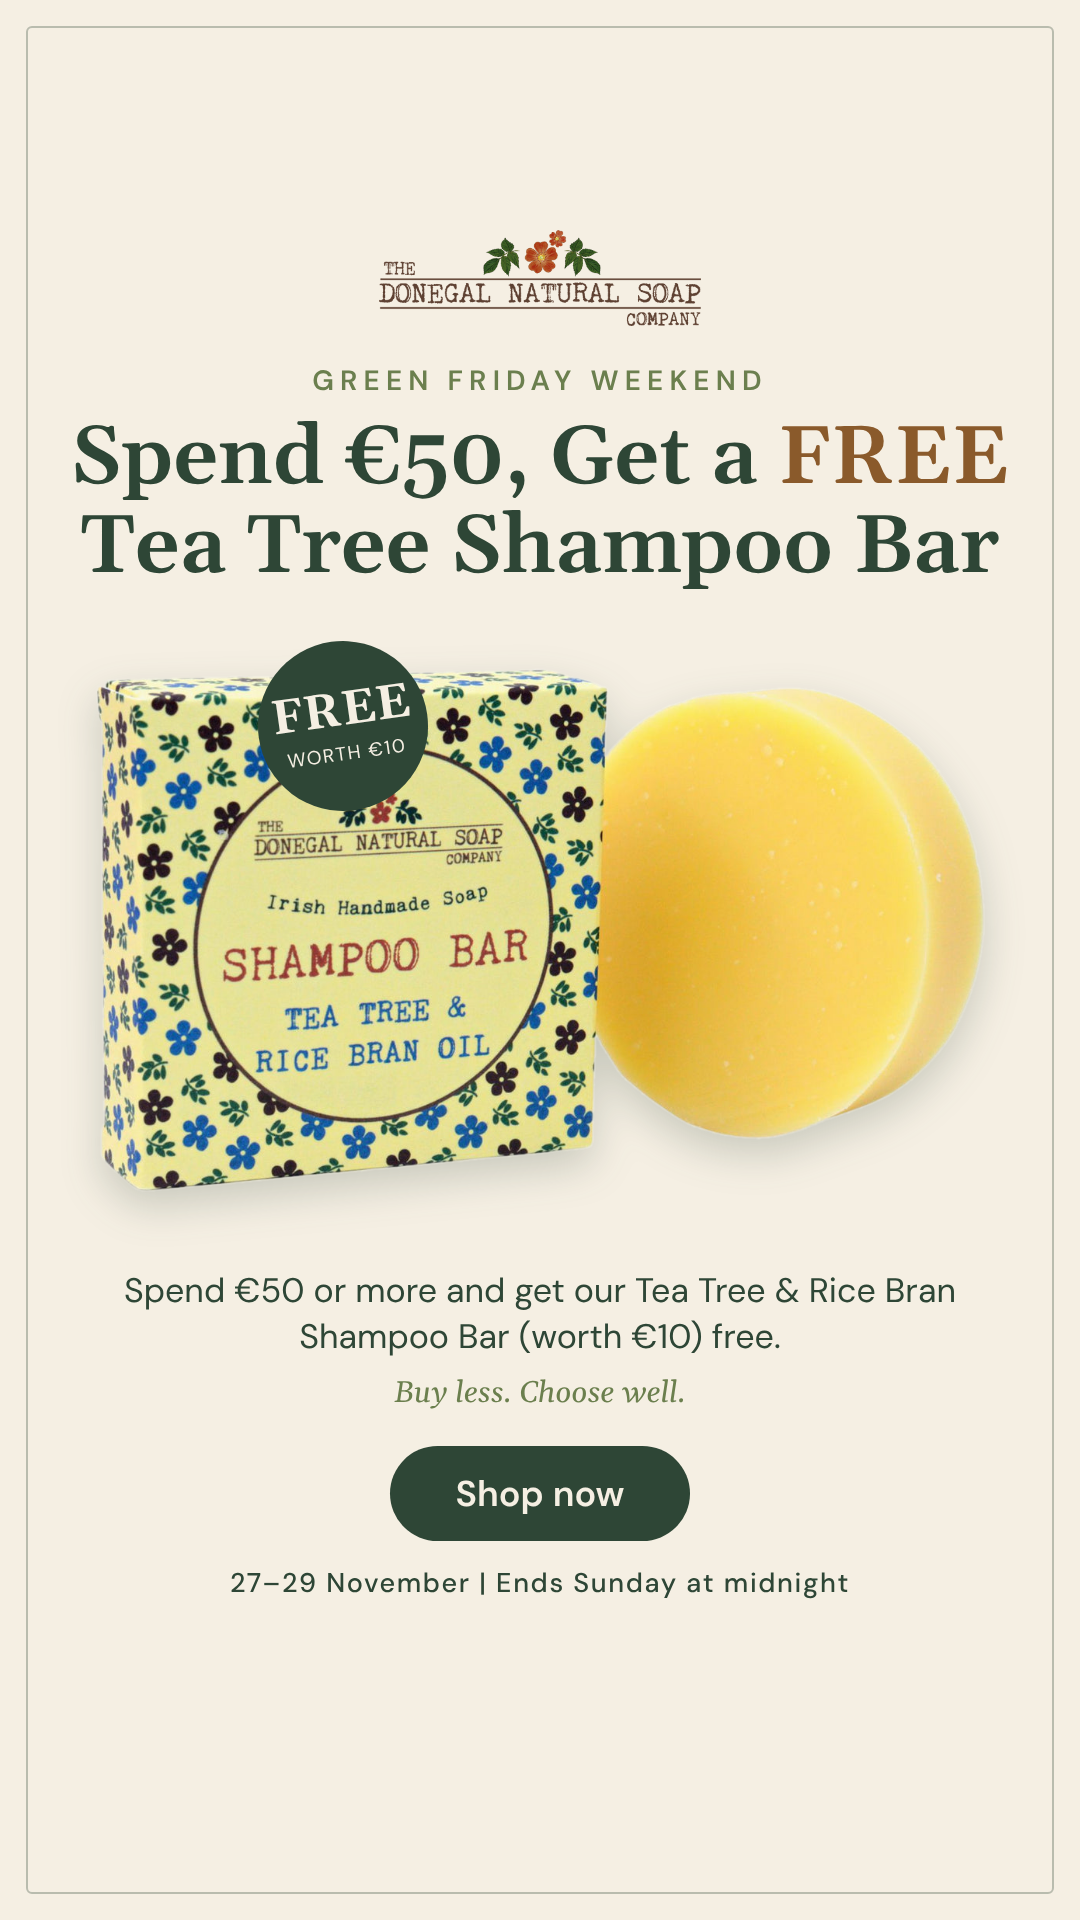 THE
DONEGAL NATURAL SOAP
COMPANY
GREEN FRIDAY WEEKEND
Spend €50, Get a FREE
Tea Tree Shampoo Bar
FREE
WORTH €10
THE
DONEGAL NATURAL SOAP
COMPANY
Irish Handmade Soap
SHAMPOO BAR
TEA TREE &
RICE BRAN OIL
Spend €50 or more and get our Tea Tree & Rice Bran
Shampoo Bar (worth €10) free.
Buy less. Choose well.
Shop now
27–29 November | Ends Sunday at midnight